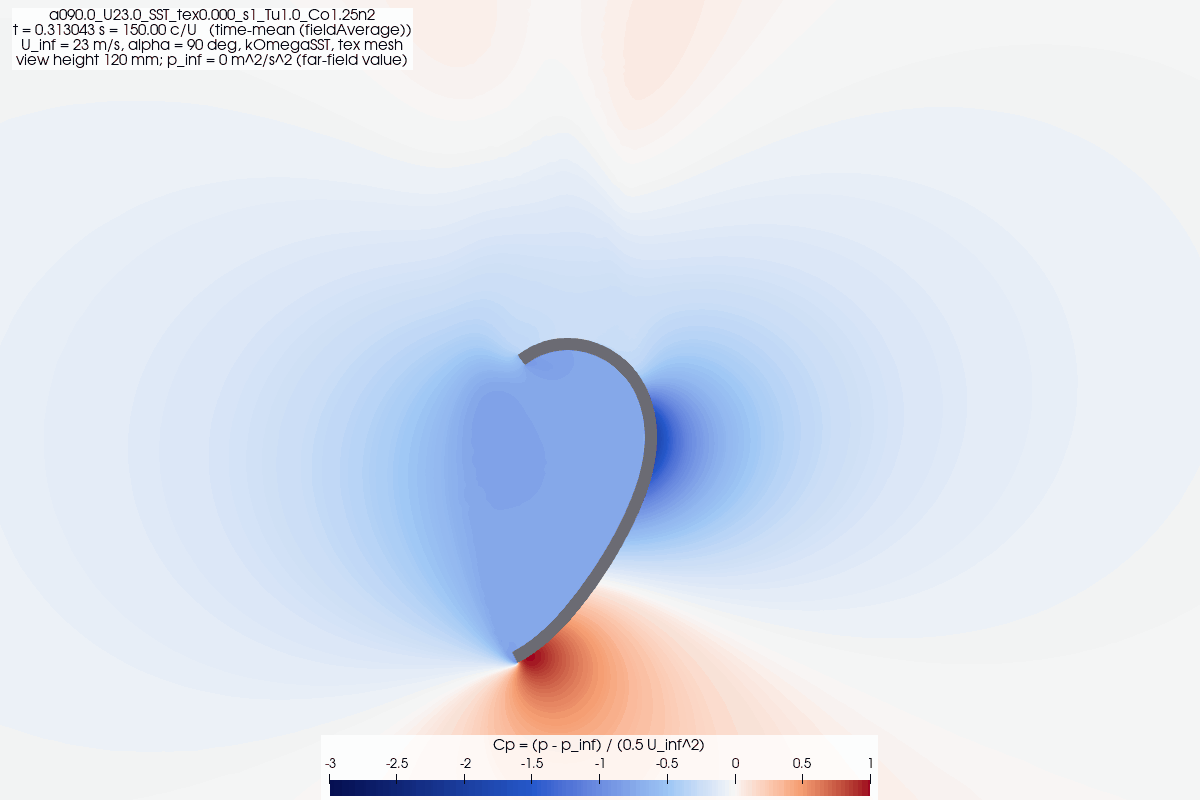 a090.0_U23.0_SST_tex0.000_s1_Tu1.0_Co1.25n2
t = 0.313043 s = 150.00 c/U   (time-mean (fieldAverage))
U_inf = 23 m/s, alpha = 90 deg, kOmegaSST, tex mesh
view height 120 mm; p_inf = 0 m^2/s^2 (far-field value)
Cp = (p - p_inf) / (0.5 U_inf^2)
-3 -2.5 -2 -1.5 -1 -0.5 0 0.5 1